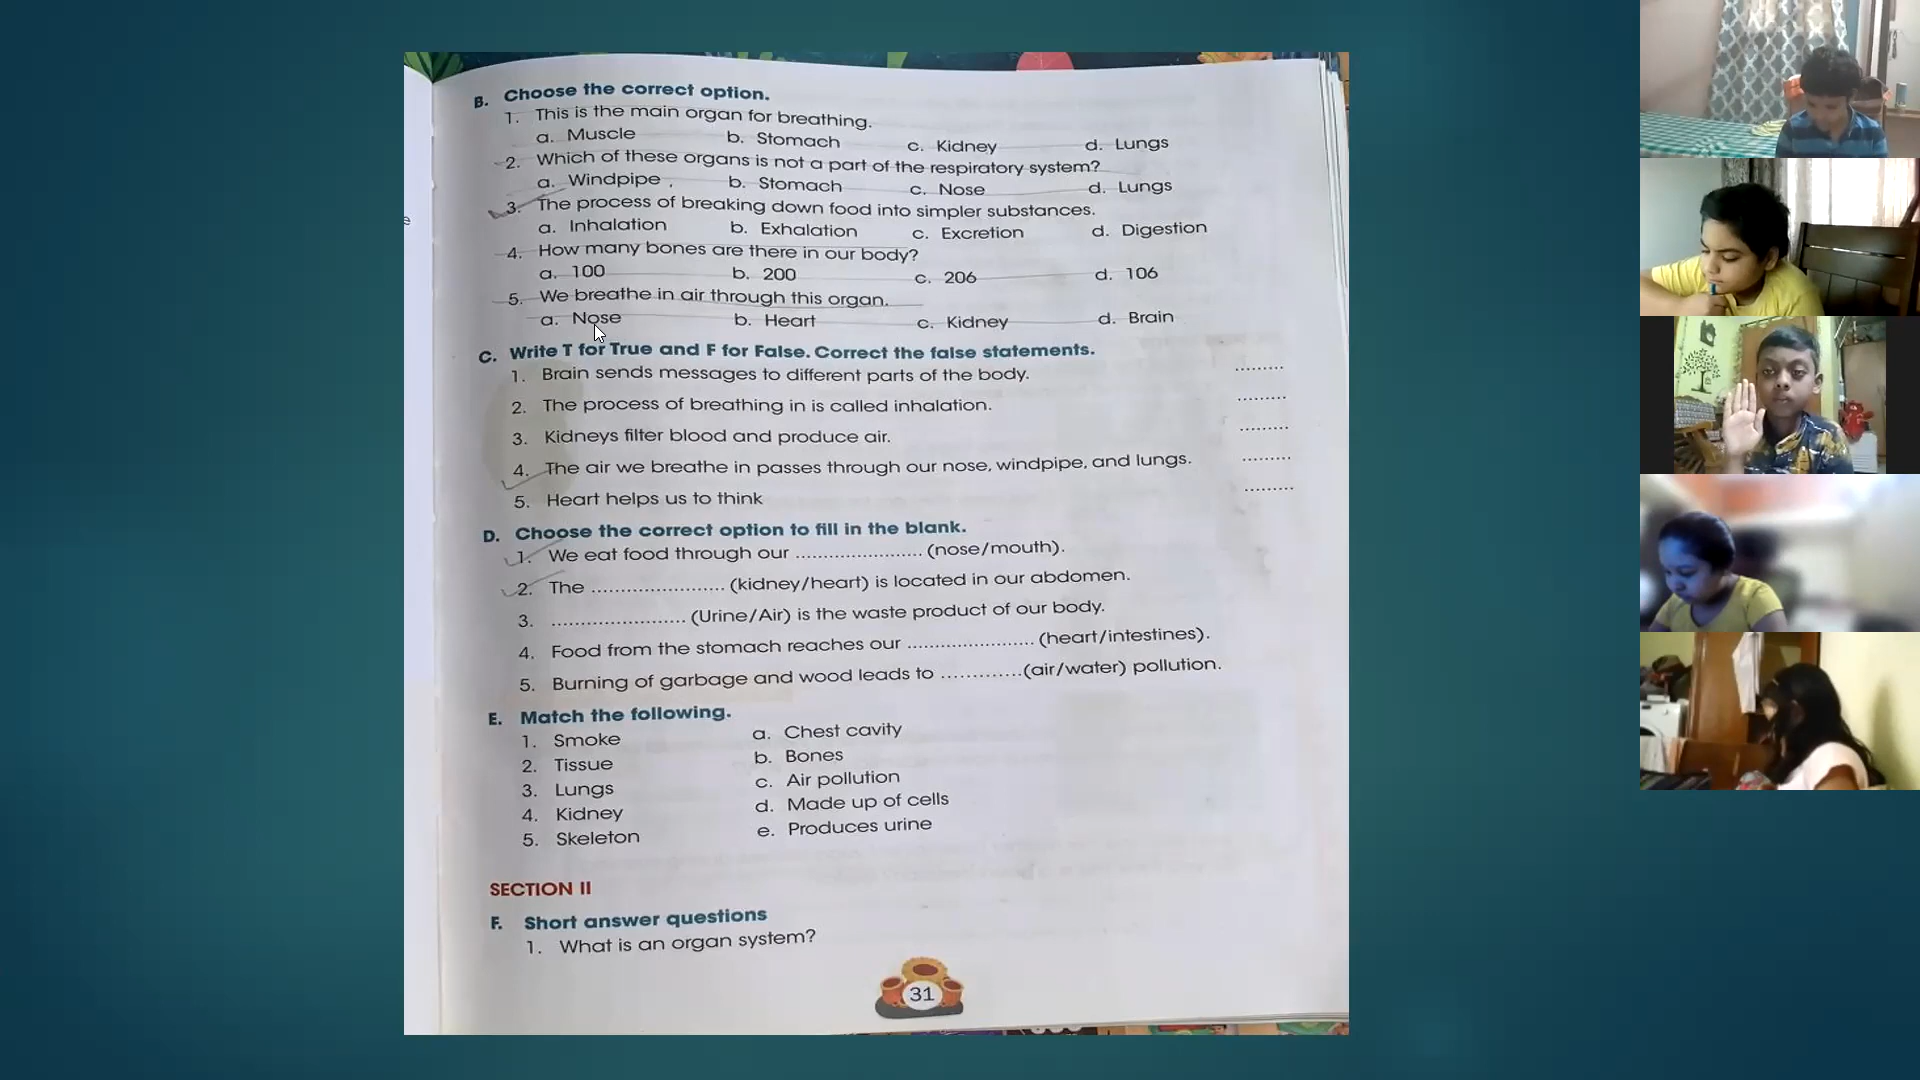 e
B. Choose the correct option.
1. This is the main organ for breathing.
a. Muscle b. Stomach c. Kidney d. Lungs
2. Which of these organs is not a part of the respiratory system?
a. Windpipe b. Stomach c. Nose d. Lungs
3. The process of breaking down food into simpler substances.
a. Inhalation b. Exhalation c. Excretion d. Digestion
4. How many bones are there in our body?
a. 100 b. 200 c. 206 d. 106
5. We breathe in air through this organ.
a. Nose b. Heart c. Kidney d. Brain
C. Write T for True and F for False. Correct the false statements.
1. Brain sends messages to different parts of the body. .........
2. The process of breathing in is called inhalation. .........
3. Kidneys filter blood and produce air. .........
4. The air we breathe in passes through our nose, windpipe, and lungs. .........
5. Heart helps us to think .........
D. Choose the correct option to fill in the blank.
1. We eat food through our ....................... (nose/mouth).
2. The ........................ (kidney/heart) is located in our abdomen.
3. ........................ (Urine/Air) is the waste product of our body.
4. Food from the stomach reaches our ....................... (heart/intestines).
5. Burning of garbage and wood leads to ..............(air/water) pollution.
E. Match the following.
1. Smoke a. Chest cavity
2. Tissue b. Bones
3. Lungs c. Air pollution
4. Kidney d. Made up of cells
5. Skeleton e. Produces urine
SECTION II
F. Short answer questions
1. What is an organ system?
31